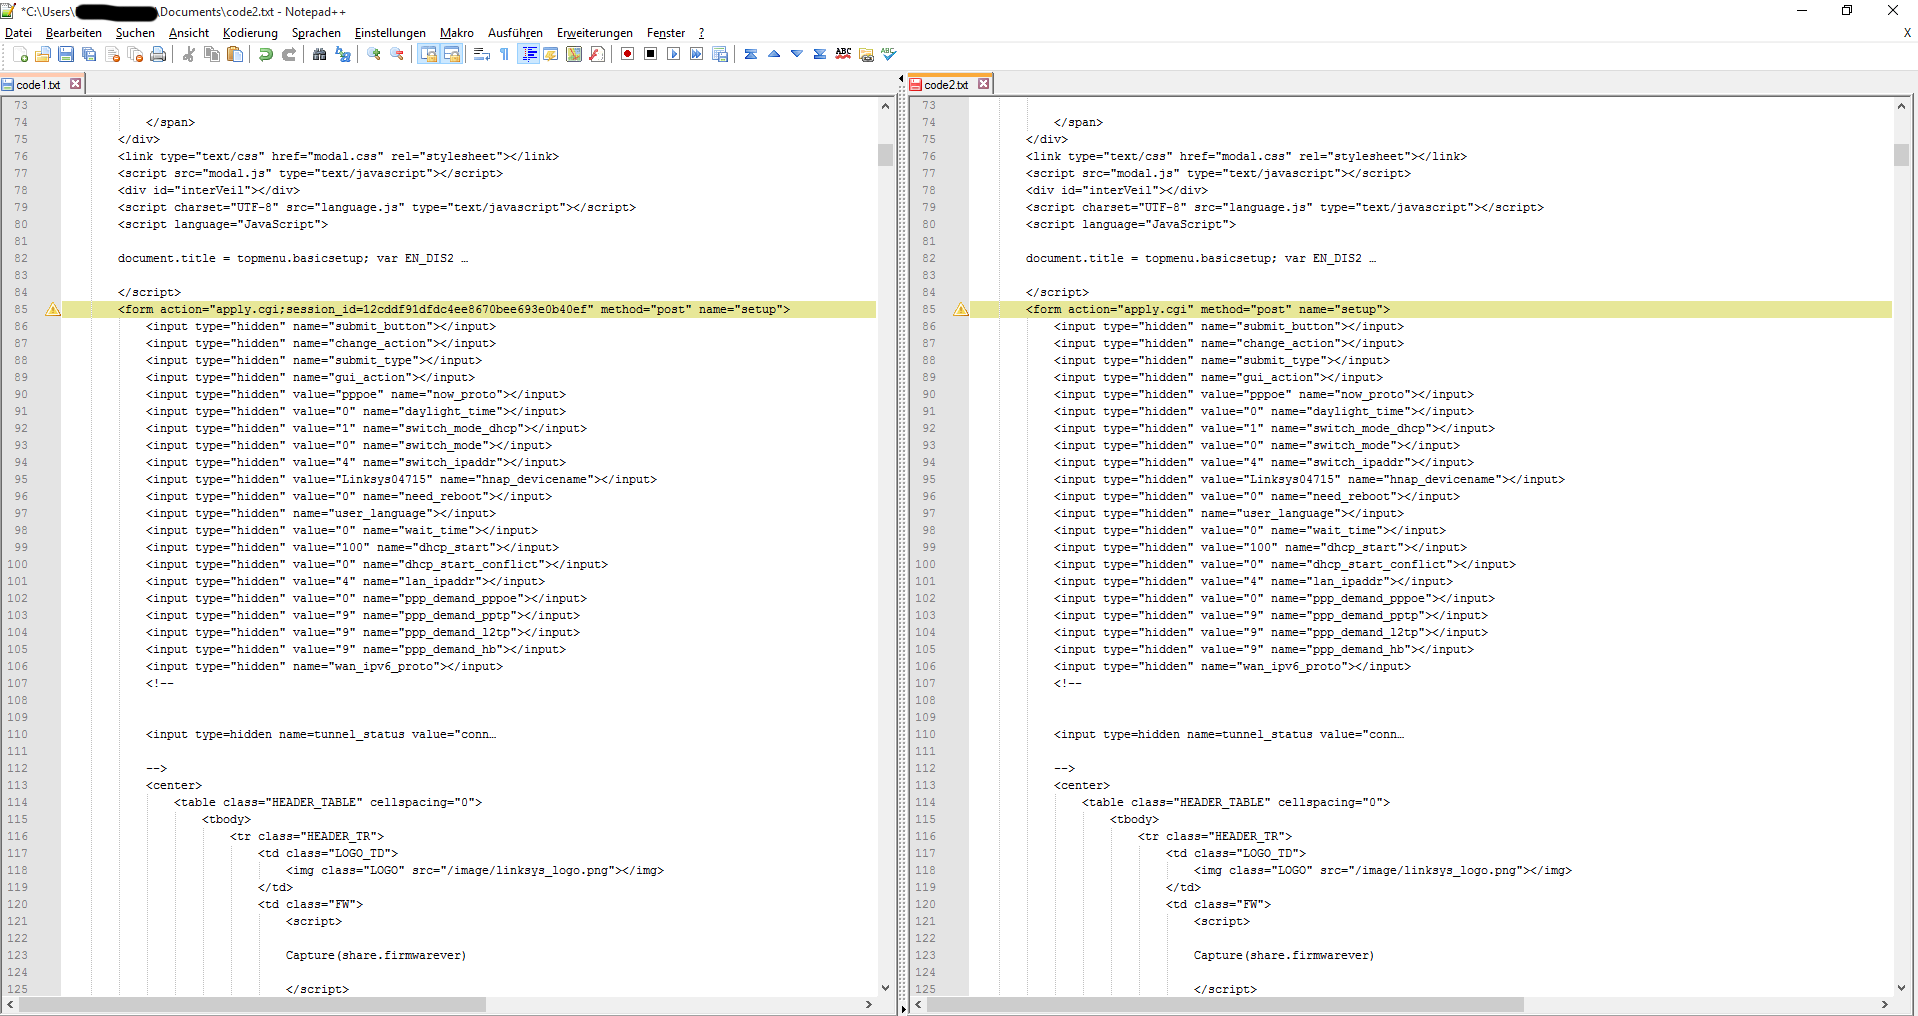 *C:\Users\ \Documents\code2.txt - Notepad++
Datei Bearbeiten Suchen Ansicht Kodierung Sprachen Einstellungen Makro Ausführen Erweiterungen Fenster ? X
code1.txt
73
74 </span>
75 </div>
76 <link type="text/css" href="modal.css" rel="stylesheet"></link>
77 <script src="modal.js" type="text/javascript"></script>
78 <div id="interVeil"></div>
79 <script charset="UTF-8" src="language.js" type="text/javascript"></script>
80 <script language="JavaScript">
81
82 document.title = topmenu.basicsetup; var EN_DIS2 …
83
84 </script>
85 <form action="apply.cgi;session_id=12cddf91dfdc4ee8670bee693e0b40ef" method="post" name="setup">
86 <input type="hidden" name="submit_button"></input>
87 <input type="hidden" name="change_action"></input>
88 <input type="hidden" name="submit_type"></input>
89 <input type="hidden" name="gui_action"></input>
90 <input type="hidden" value="pppoe" name="now_proto"></input>
91 <input type="hidden" value="0" name="daylight_time"></input>
92 <input type="hidden" value="1" name="switch_mode_dhcp"></input>
93 <input type="hidden" value="0" name="switch_mode"></input>
94 <input type="hidden" value="4" name="switch_ipaddr"></input>
95 <input type="hidden" value="Linksys04715" name="hnap_devicename"></input>
96 <input type="hidden" value="0" name="need_reboot"></input>
97 <input type="hidden" name="user_language"></input>
98 <input type="hidden" value="0" name="wait_time"></input>
99 <input type="hidden" value="100" name="dhcp_start"></input>
100 <input type="hidden" value="0" name="dhcp_start_conflict"></input>
101 <input type="hidden" value="4" name="lan_ipaddr"></input>
102 <input type="hidden" value="0" name="ppp_demand_pppoe"></input>
103 <input type="hidden" value="9" name="ppp_demand_pptp"></input>
104 <input type="hidden" value="9" name="ppp_demand_l2tp"></input>
105 <input type="hidden" value="9" name="ppp_demand_hb"></input>
106 <input type="hidden" name="wan_ipv6_proto"></input>
107 <!--
108
109
110 <input type=hidden name=tunnel_status value="conn…
111
112 -->
113 <center>
114 <table class="HEADER_TABLE" cellspacing="0">
115 <tbody>
116 <tr class="HEADER_TR">
117 <td class="LOGO_TD">
118 <img class="LOGO" src="/image/linksys_logo.png"></img>
119 </td>
120 <td class="FW">
121 <script>
122
123 Capture(share.firmwarever)
124
125 </script>
code2.txt
73
74 </span>
75 </div>
76 <link type="text/css" href="modal.css" rel="stylesheet"></link>
77 <script src="modal.js" type="text/javascript"></script>
78 <div id="interVeil"></div>
79 <script charset="UTF-8" src="language.js" type="text/javascript"></script>
80 <script language="JavaScript">
81
82 document.title = topmenu.basicsetup; var EN_DIS2 …
83
84 </script>
85 <form action="apply.cgi" method="post" name="setup">
86 <input type="hidden" name="submit_button"></input>
87 <input type="hidden" name="change_action"></input>
88 <input type="hidden" name="submit_type"></input>
89 <input type="hidden" name="gui_action"></input>
90 <input type="hidden" value="pppoe" name="now_proto"></input>
91 <input type="hidden" value="0" name="daylight_time"></input>
92 <input type="hidden" value="1" name="switch_mode_dhcp"></input>
93 <input type="hidden" value="0" name="switch_mode"></input>
94 <input type="hidden" value="4" name="switch_ipaddr"></input>
95 <input type="hidden" value="Linksys04715" name="hnap_devicename"></input>
96 <input type="hidden" value="0" name="need_reboot"></input>
97 <input type="hidden" name="user_language"></input>
98 <input type="hidden" value="0" name="wait_time"></input>
99 <input type="hidden" value="100" name="dhcp_start"></input>
100 <input type="hidden" value="0" name="dhcp_start_conflict"></input>
101 <input type="hidden" value="4" name="lan_ipaddr"></input>
102 <input type="hidden" value="0" name="ppp_demand_pppoe"></input>
103 <input type="hidden" value="9" name="ppp_demand_pptp"></input>
104 <input type="hidden" value="9" name="ppp_demand_l2tp"></input>
105 <input type="hidden" value="9" name="ppp_demand_hb"></input>
106 <input type="hidden" name="wan_ipv6_proto"></input>
107 <!--
108
109
110 <input type=hidden name=tunnel_status value="conn…
111
112 -->
113 <center>
114 <table class="HEADER_TABLE" cellspacing="0">
115 <tbody>
116 <tr class="HEADER_TR">
117 <td class="LOGO_TD">
118 <img class="LOGO" src="/image/linksys_logo.png"></img>
119 </td>
120 <td class="FW">
121 <script>
122
123 Capture(share.firmwarever)
124
125 </script>